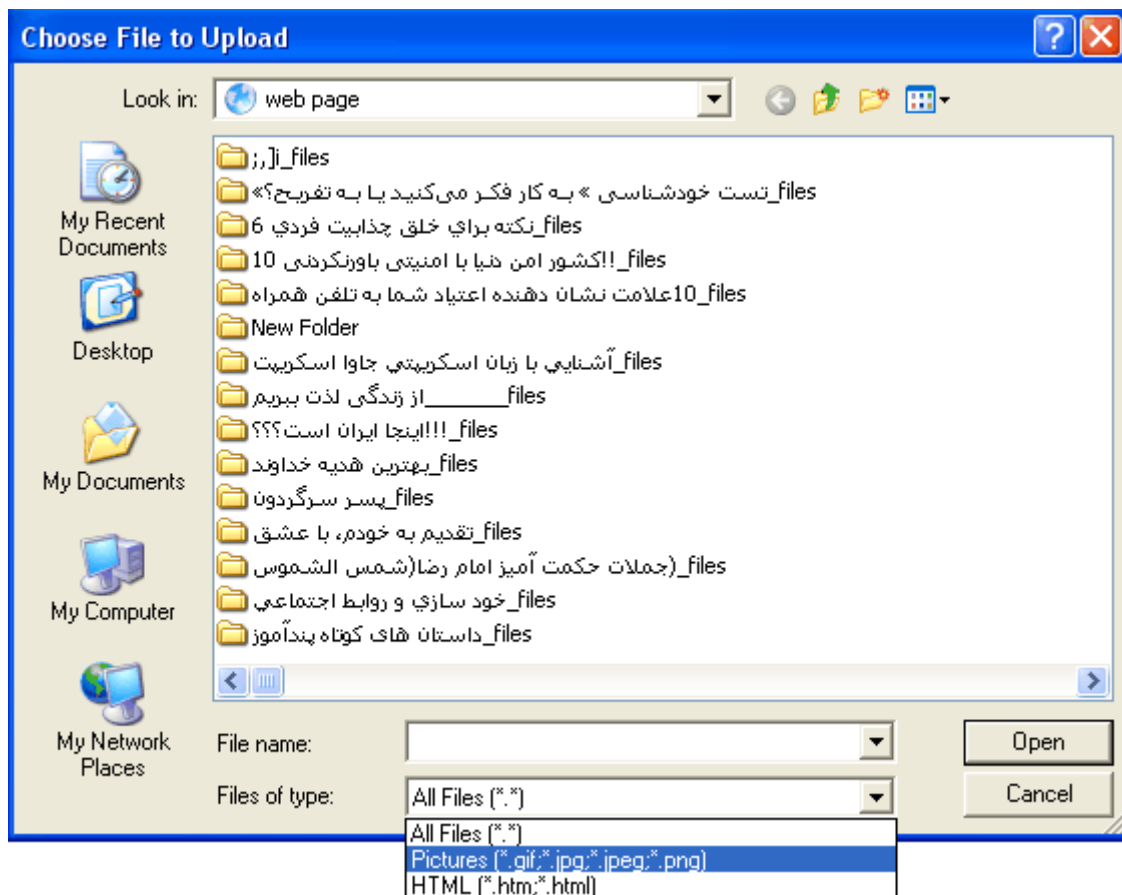 Choose File to Upload
Look in:
web page
My Recent
Documents
Desktop
My Documents
My Computer
My Network
Places
;,]i_files
«تست خودشناسی » به کار فکر می‌کنید یا به تفریح؟_files
6 نکته براي خلق جذابيت فردي_files
10 کشور امن دنیا با امنیتی باورنکردنی!!_files
10علامت نشان دهنده اعتیاد شما به تلفن همراه_files
New Folder
آشنايي با زبان اسکريپتي جاوا اسکريپت_files
از زندگی لذت ببریم________files
؟؟؟اینجا ایران است!!!_files
بهترین هدیه خداوند_files
پسر سرگردون_files
تقدیم به خودم، با عشق_files
جملات حکمت آمیز امام رضا(شمس الشموس)_files
خود سازي و روابط اجتماعي_files
داستان های کوتاه پندآموز_files
File name:
Open
Files of type:
All Files (*.*)
Cancel
All Files (*.*)
Pictures (*.gif;*.jpg;*.jpeg;*.png)
HTML (*.htm;*.html)